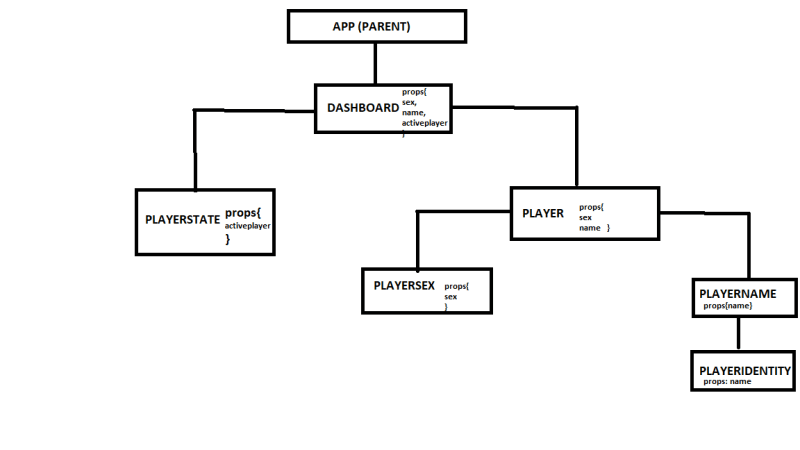 APP (PARENT)
DASHBOARD
props{
sex,
name,
activeplayer
}
PLAYERSTATE
props{
activeplayer
}
PLAYER
props{
sex
name }
PLAYERSEX
props{
sex
}
PLAYERNAME
props{name}
PLAYERIDENTITY
props: name